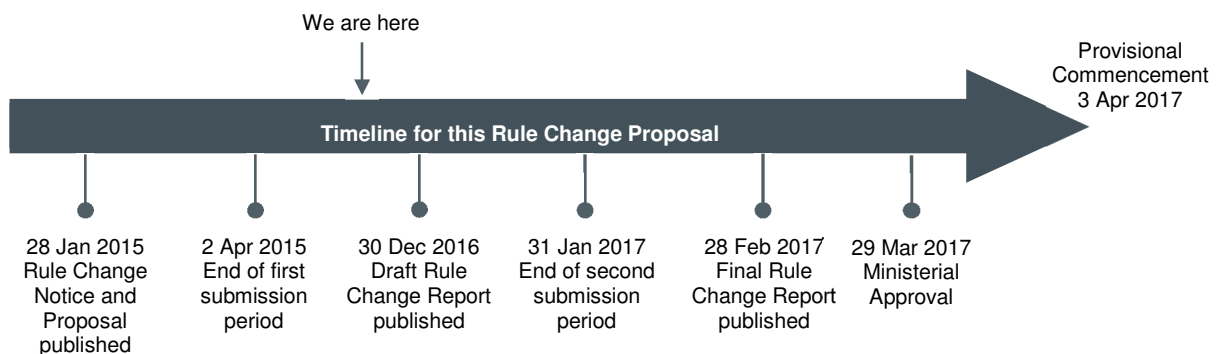 We are here
Provisional
Commencement
3 Apr 2017
Timeline for this Rule Change Proposal
28 Jan 2015
Rule Change
Notice and
Proposal
published
2 Apr 2015
End of first
submission
period
30 Dec 2016
Draft Rule
Change Report
published
31 Jan 2017
End of second
submission
period
28 Feb 2017
Final Rule
Change Report
published
29 Mar 2017
Ministerial
Approval